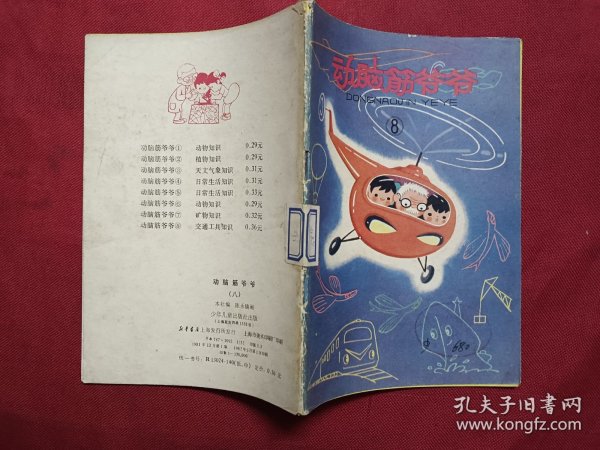 动脑筋爷爷① 动物知识 0.29元
动脑筋爷爷② 植物知识 0.29元
动脑筋爷爷③ 天文气象知识 0.31元
动脑筋爷爷④ 日常生活知识 0.31元
动脑筋爷爷⑤ 日常生活知识 0.33元
动脑筋爷爷⑥ 动物知识 0.29元
动脑筋爷爷⑦ 矿物知识 0.32元
动脑筋爷爷⑧ 交通工具知识 0.36元
动脑筋爷爷
(八)
少年儿童出版社出版
动脑筋爷爷
DONGNAOJIN YEYE
8
680
孔夫子旧书网
www.kongfz.com